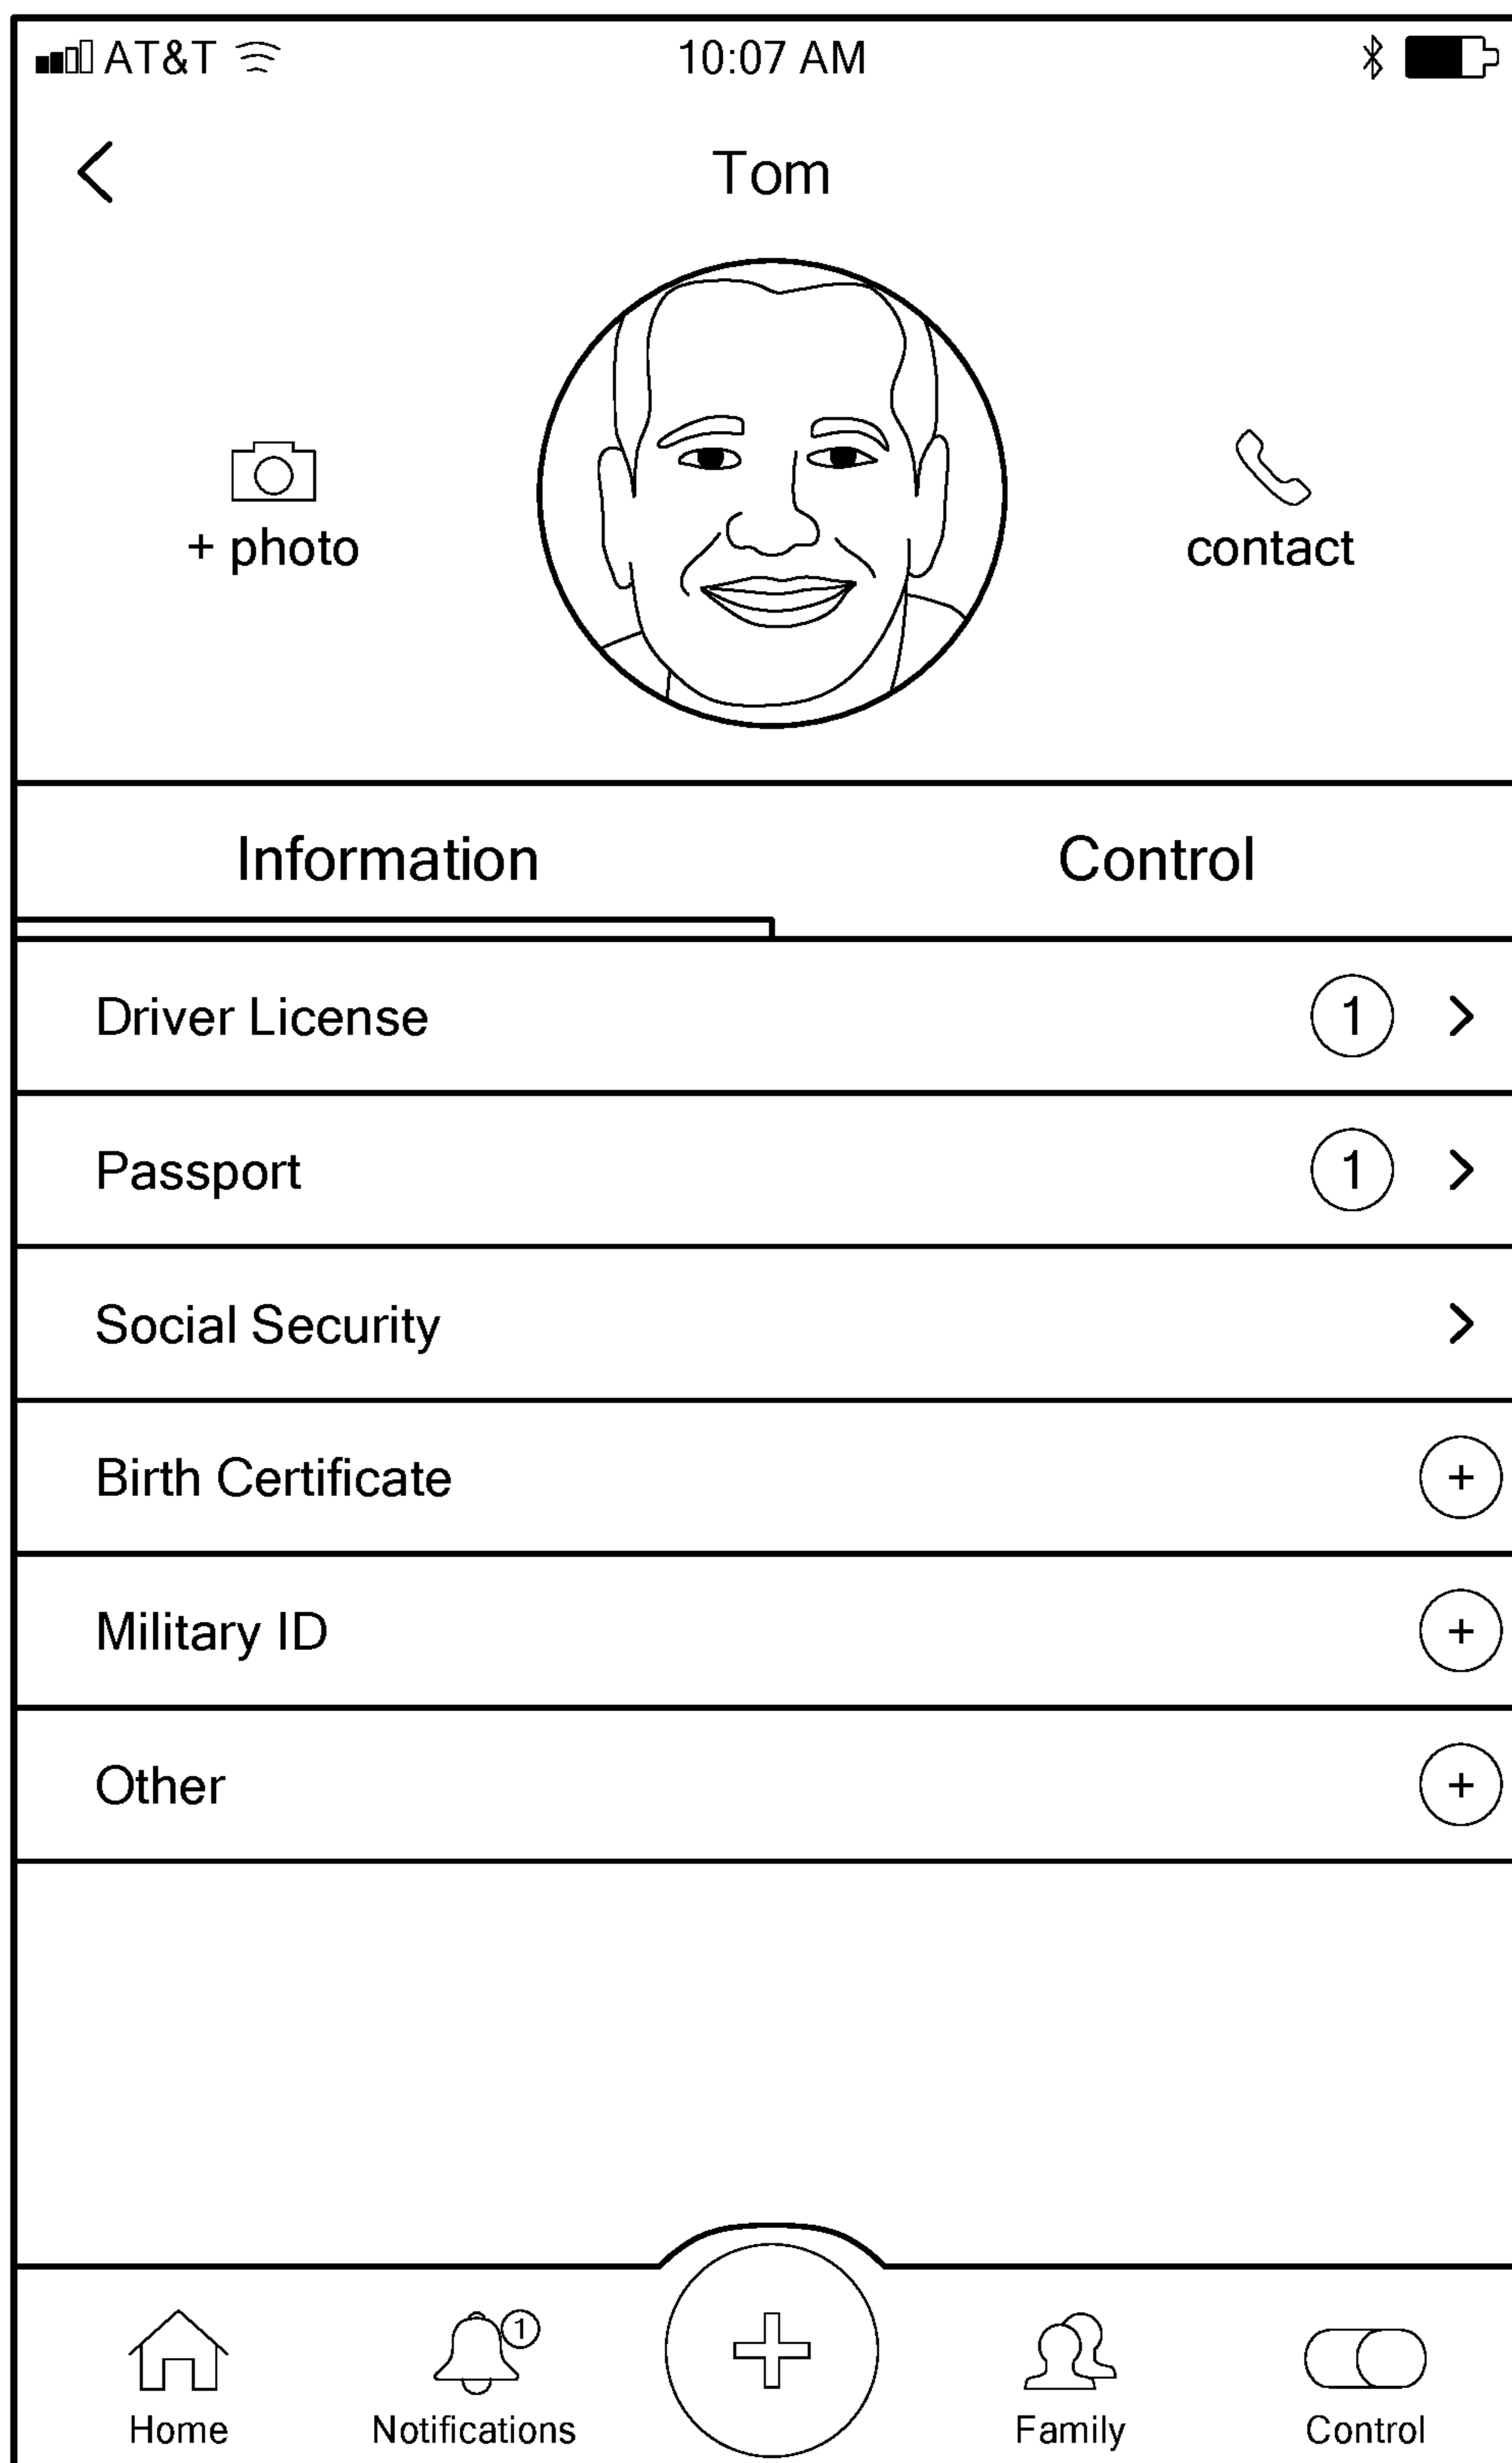 AT&T 10:07 AM
Tom
+ photo contact
Information Control
Driver License 1 >
Passport 1 >
Social Security >
Birth Certificate +
Military ID +
Other +
1
Home Notifications Family Control